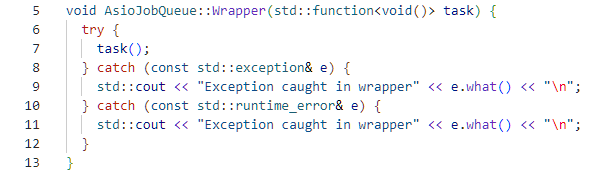 5 void AsioJobQueue::Wrapper(std::function<void()> task) {
6   try {
7     task();
8   } catch (const std::exception& e) {
9     std::cout << "Exception caught in wrapper" << e.what() << "\n";
10   } catch (const std::runtime_error& e) {
11     std::cout << "Exception caught in wrapper" << e.what() << "\n";
12   }
13 }